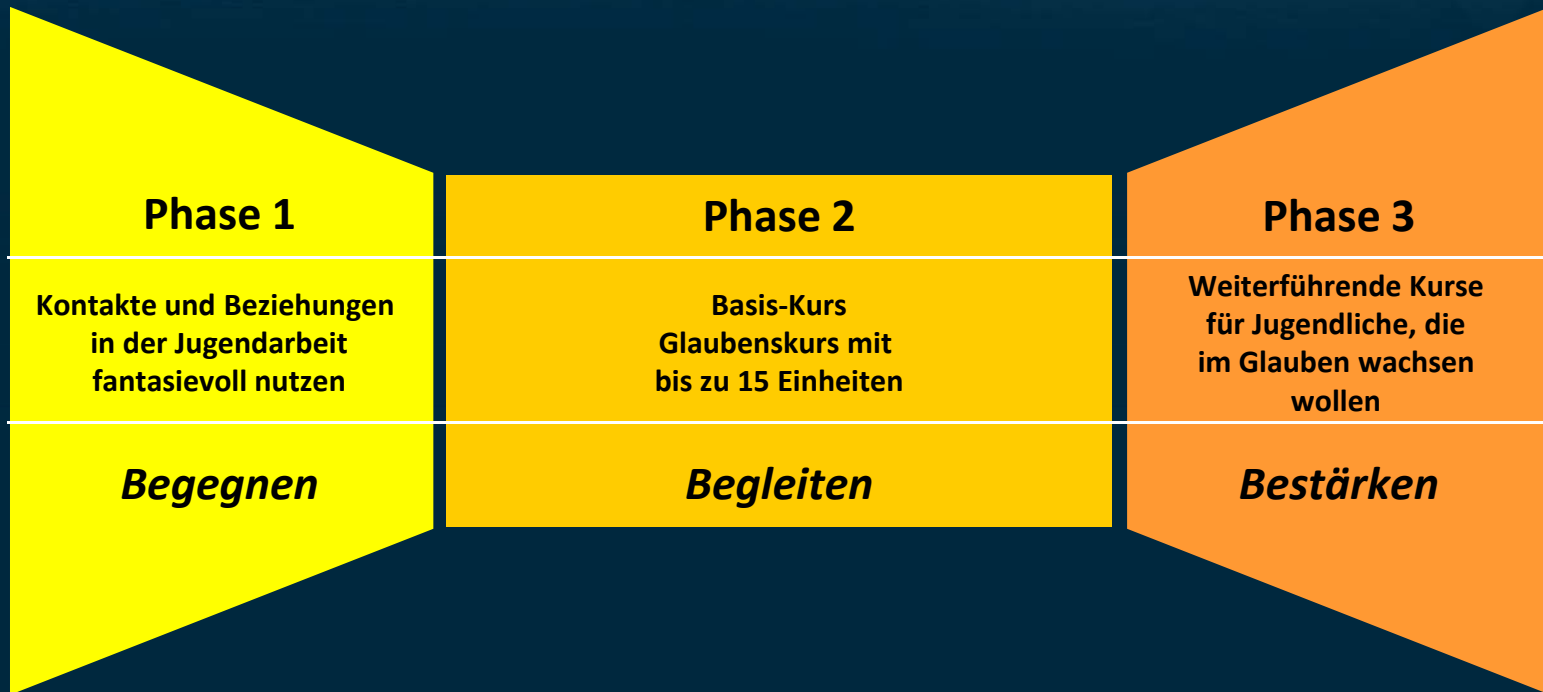 Phase 1
Kontakte und Beziehungen
in der Jugendarbeit
fantasievoll nutzen
Begegnen
Phase 2
Basis-Kurs
Glaubenskurs mit
bis zu 15 Einheiten
Begleiten
Phase 3
Weiterführende Kurse
für Jugendliche, die
im Glauben wachsen
wollen
Bestärken